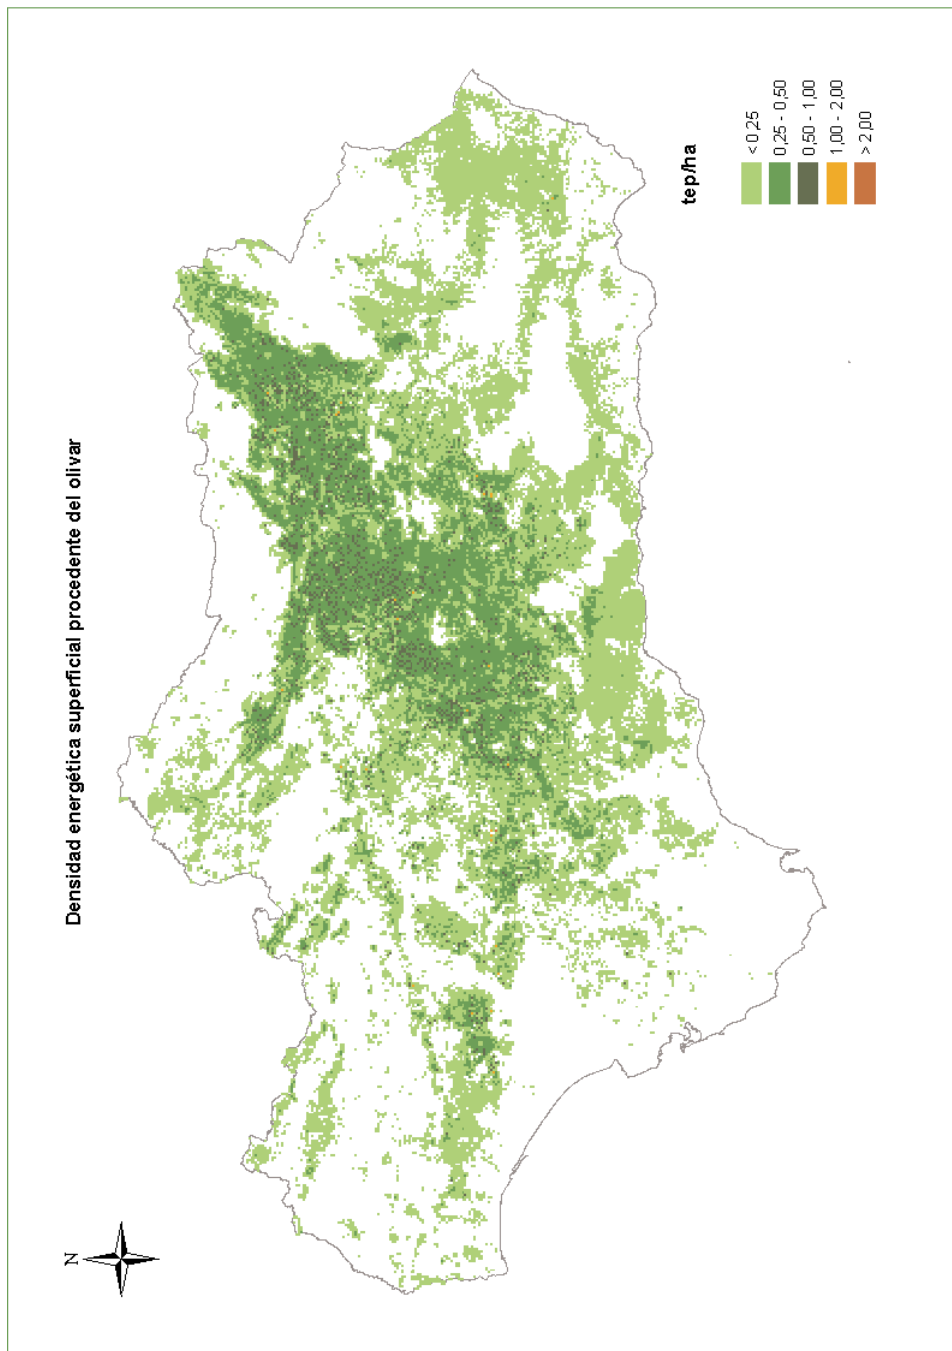 Densidad energética superficial procedente del olivar
N
tep/ha
< 0,25
0,25 - 0,50
0,50 - 1,00
1,00 - 2,00
> 2,00